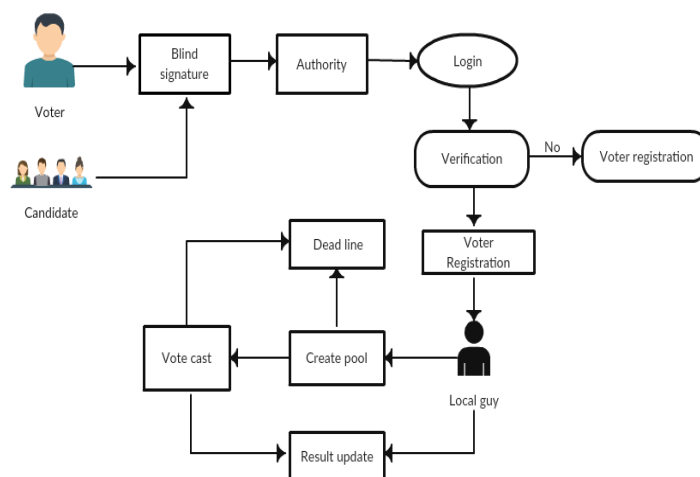 Blind
signature
Authority
Login
Voter
Verification
No
Voter registration
Candidate
Voter
Registration
Dead line
Vote cast
Create pool
Local guy
Result update